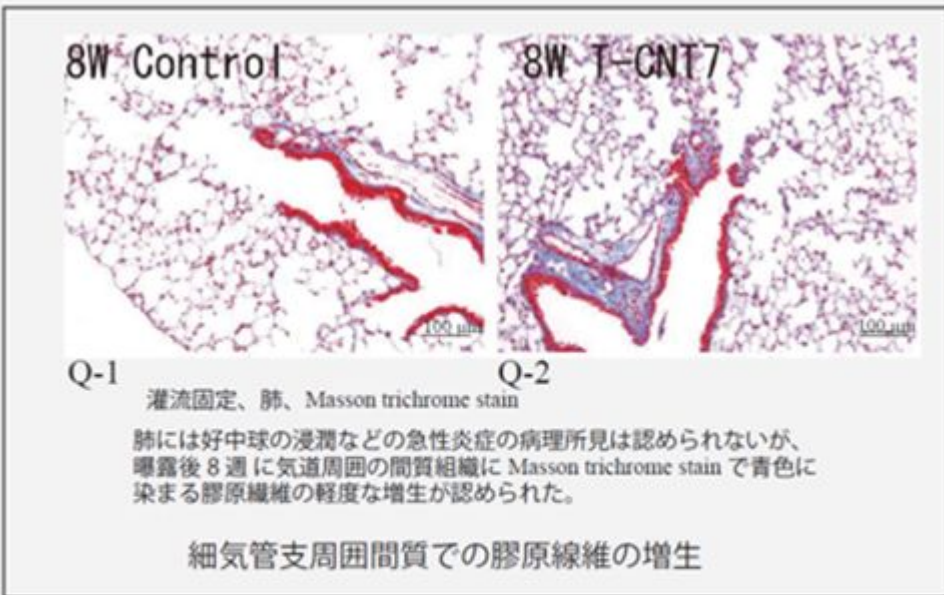 8W Control
8W T-CNT7
100 μm
100 μm
Q-1
Q-2
灌流固定、肺、Masson trichrome stain
肺には好中球の浸潤などの急性炎症の病理所見は認められないが、
曝露後８週 に気道周囲の間質組織に Masson trichrome stain で青色に
染まる膠原繊維の軽度な増生が認められた。
細気管支周囲間質での膠原線維の増生